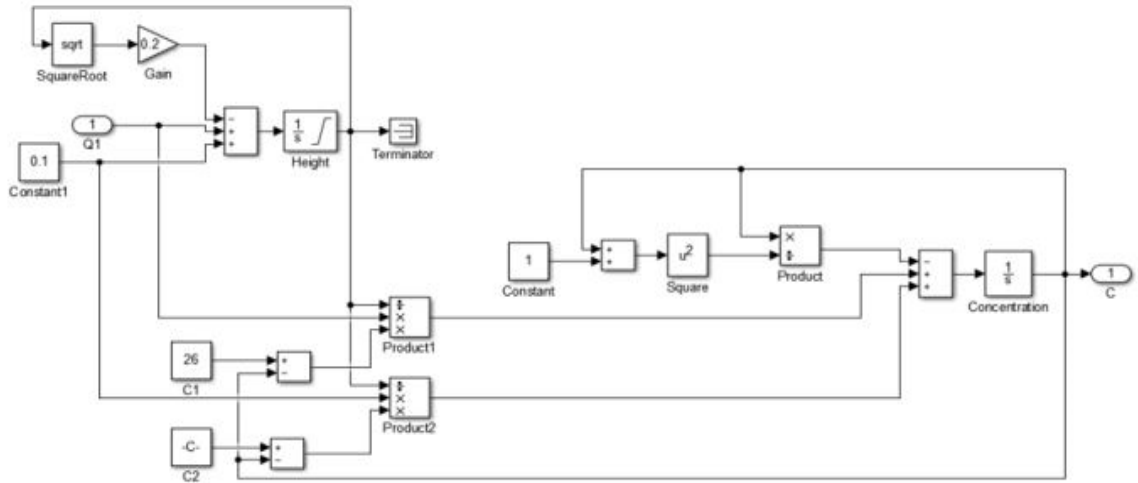 sqrt
SquareRoot
0.2
Gain
1
Q1
0.1
Constant1
−
+
+
1
s
Height
Terminator
1
Constant
+
+
u²
Square
×
÷
Product
−
+
+
1
s
Concentration
1
C
÷
×
×
Product1
26
C1
+
−
÷
×
×
Product2
-C-
C2
+
−